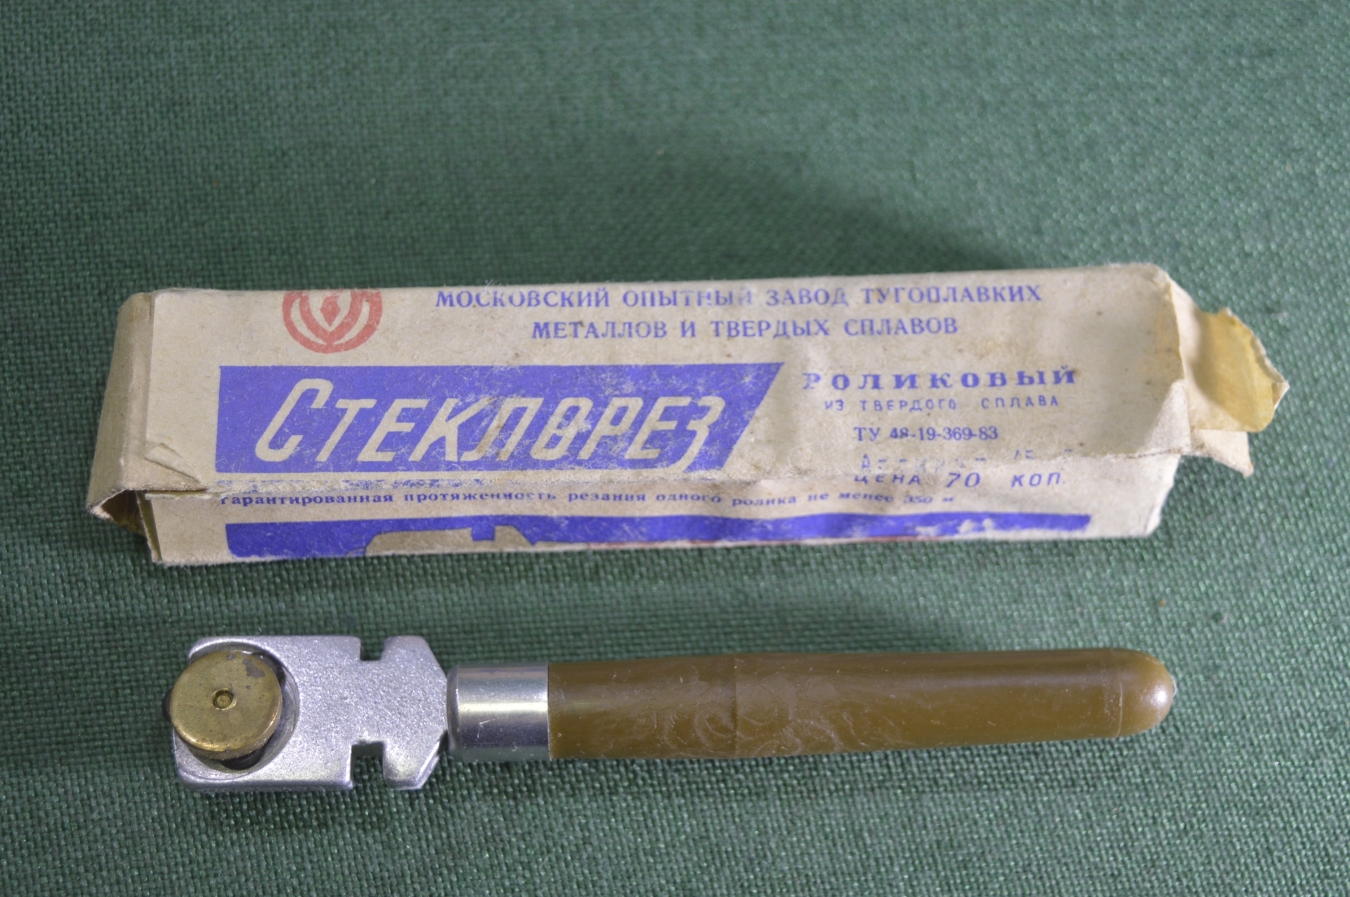 МОСКОВСКИЙ ОПЫТНЫЙ ЗАВОД ТУГОПЛАВКИХ
МЕТАЛЛОВ И ТВЕРДЫХ СПЛАВОВ
СТЕКЛОРЕЗ
РОЛИКОВЫЙ
ИЗ ТВЕРДОГО СПЛАВА
ТУ 48-19-369-83
ЦЕНА 70 КОП.
Гарантированная протяженность резания одного ролика не менее 350 м